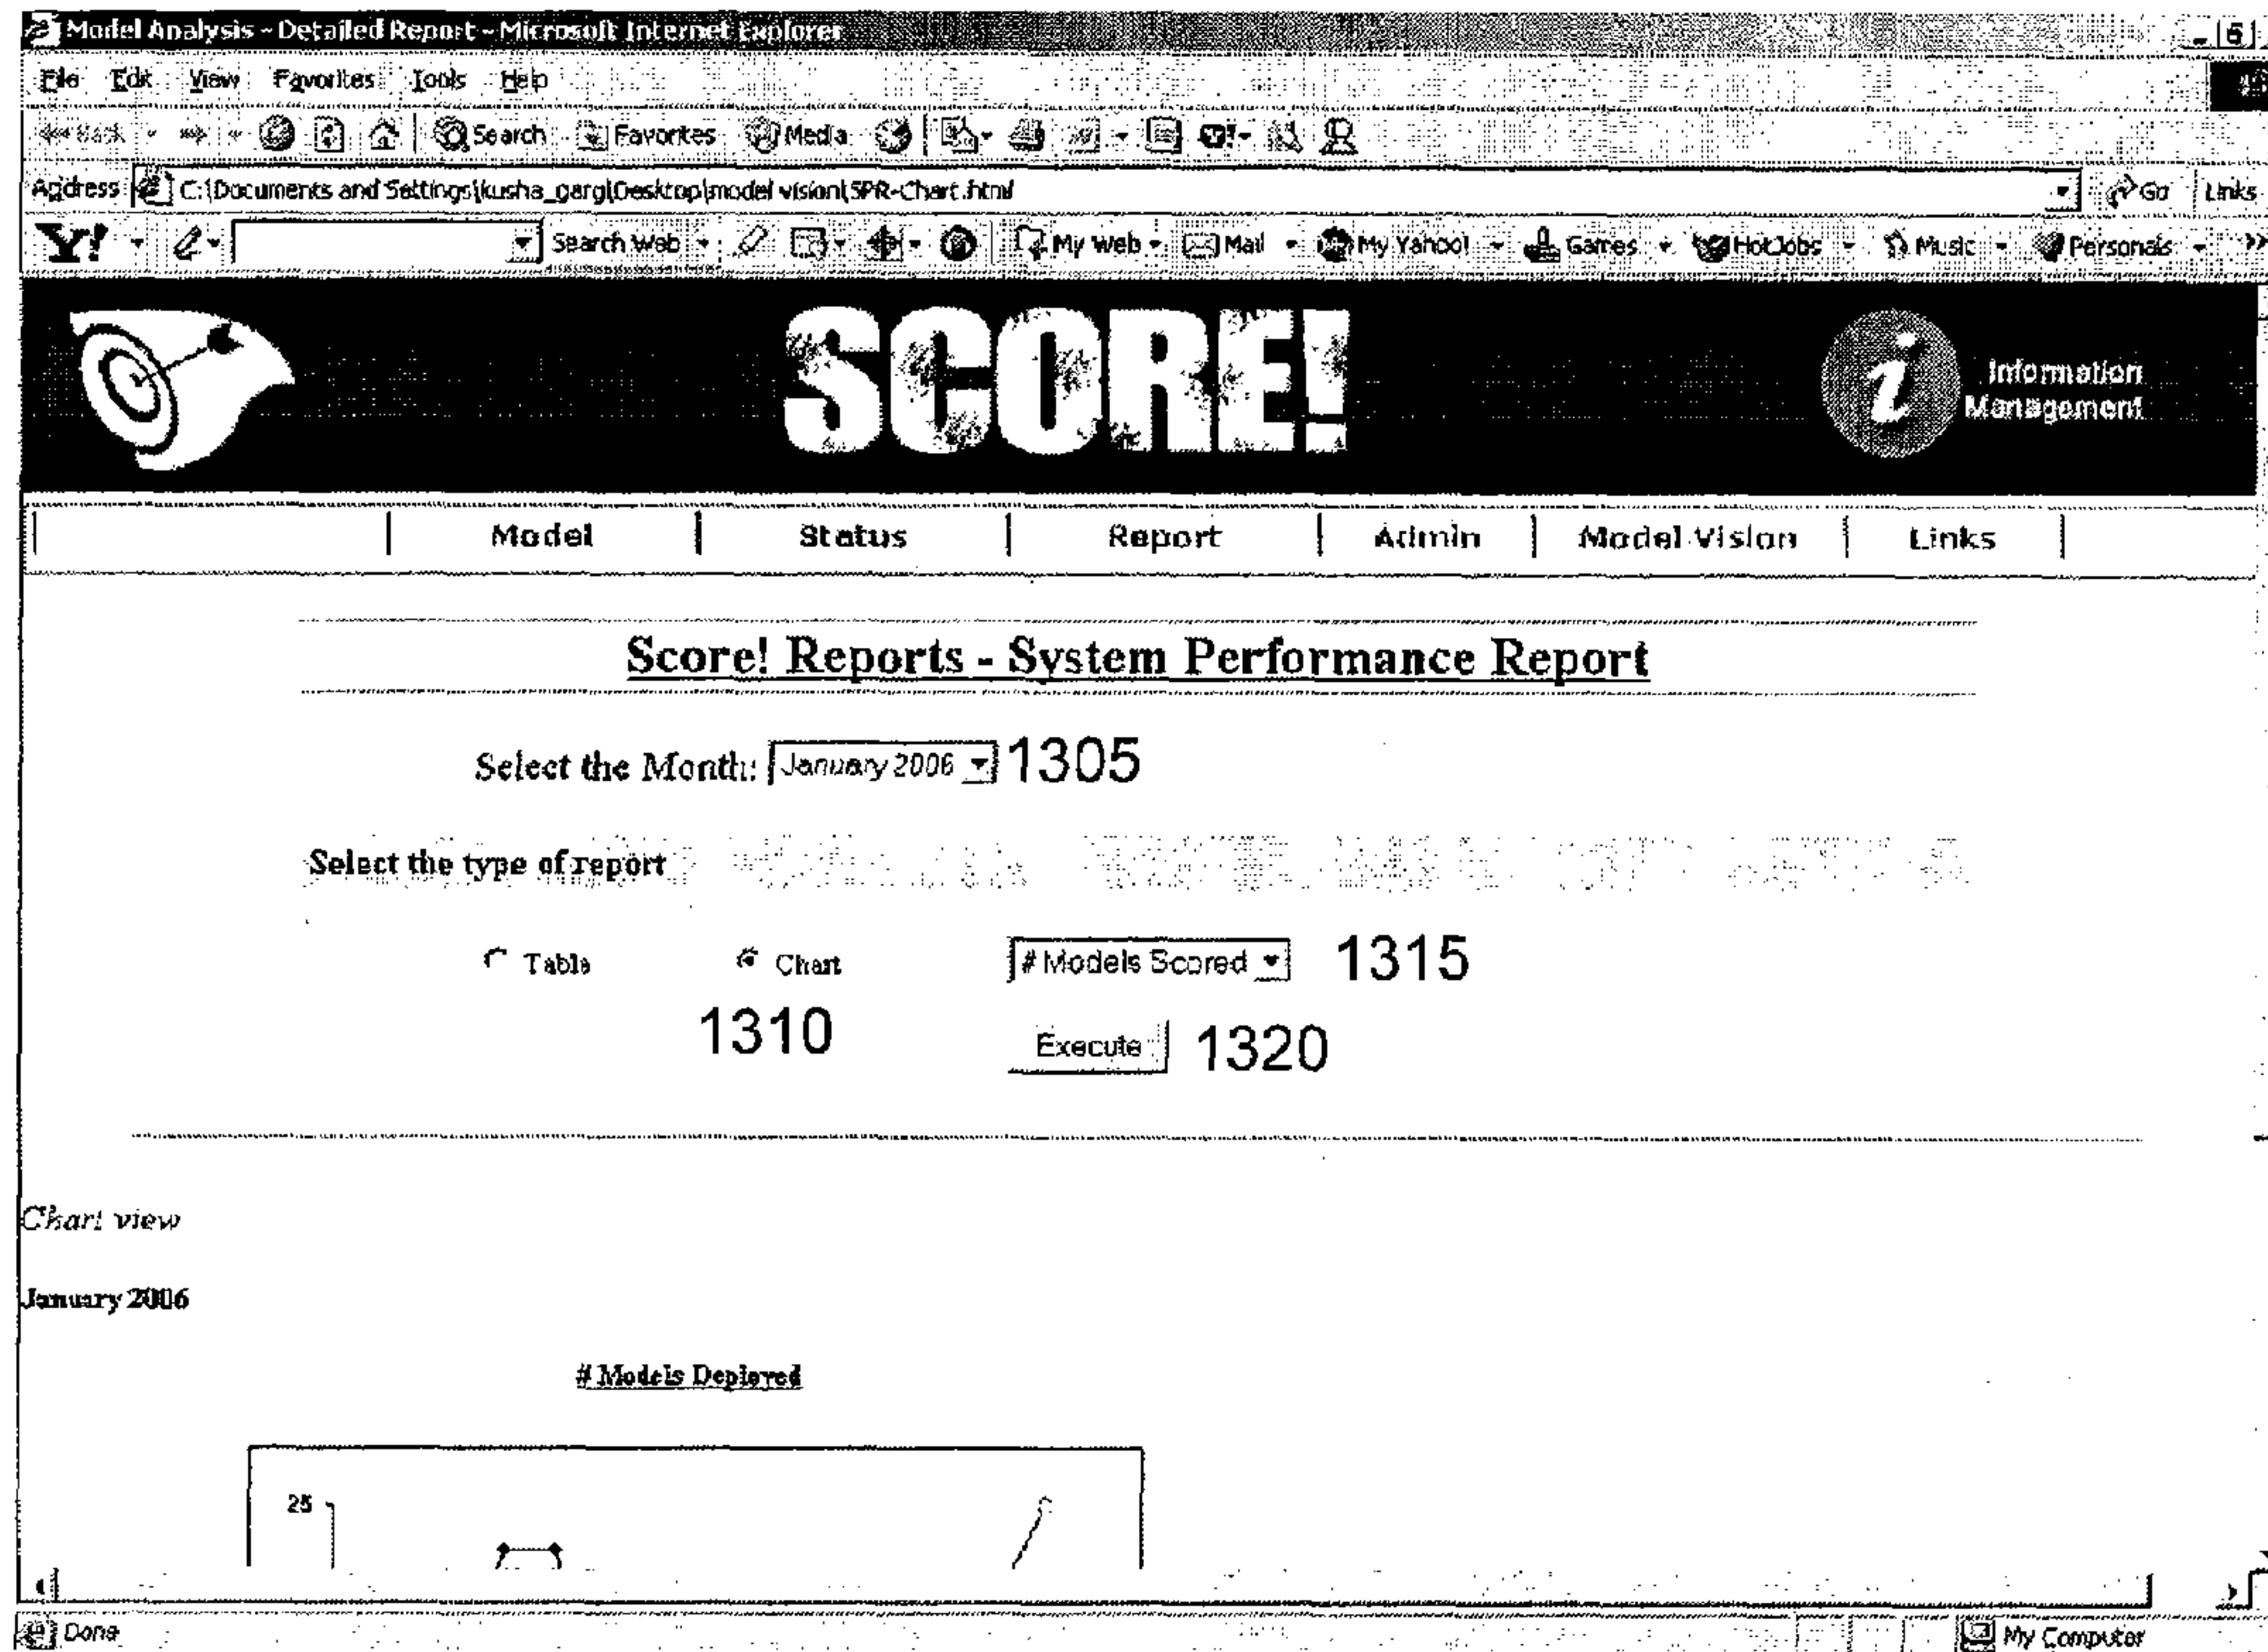 Model Analysis - Detailed Report - Microsoft Internet Explorer
File Edit View Favorites Tools Help
Back Search Favorites Media
Address C:\Documents and Settings\kusha_garg\Desktop\model vision\SPR-Chart.html Go Links
Y! Search Web My Web Mail My Yahoo! Games HotJobs Music Personals »
SCORE!
i Information
Management
Model Status Report Admin Model Vision Links
Score! Reports - System Performance Report
Select the Month: January 2006 1305
Select the type of report
Table Chart # Models Scored 1315
1310 Execute 1320
Chart view
January 2006
# Models Deployed
25
Done My Computer